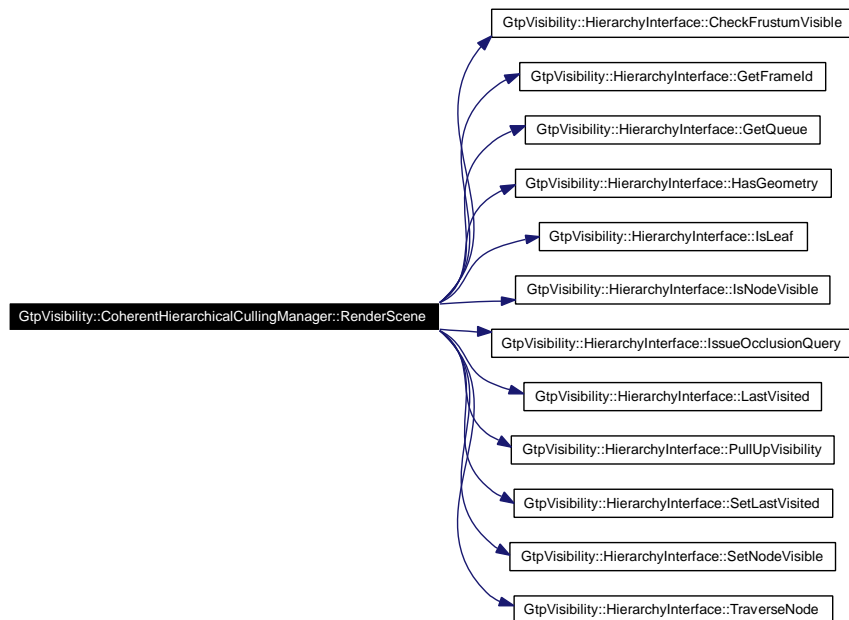 GtpVisibility::HierarchyInterface::CheckFrustumVisible
GtpVisibility::HierarchyInterface::GetFrameId
GtpVisibility::HierarchyInterface::GetQueue
GtpVisibility::HierarchyInterface::HasGeometry
GtpVisibility::HierarchyInterface::IsLeaf
GtpVisibility::HierarchyInterface::IsNodeVisible
GtpVisibility::CoherentHierarchicalCullingManager::RenderScene
GtpVisibility::HierarchyInterface::IssueOcclusionQuery
GtpVisibility::HierarchyInterface::LastVisited
GtpVisibility::HierarchyInterface::PullUpVisibility
GtpVisibility::HierarchyInterface::SetLastVisited
GtpVisibility::HierarchyInterface::SetNodeVisible
GtpVisibility::HierarchyInterface::TraverseNode